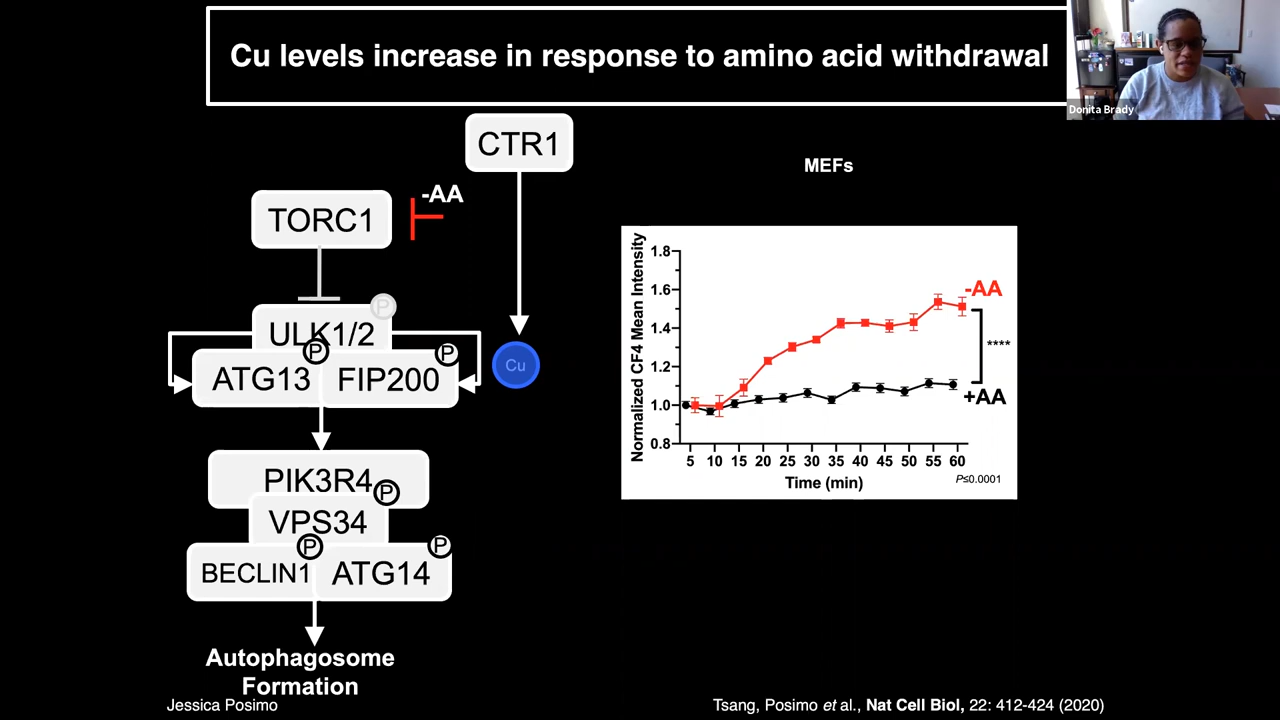 Cu levels increase in response to amino acid withdrawal
Donita Brady
CTR1
-AA
TORC1
P
ULK1/2
P
P
ATG13
FIP200
Cu
PIK3R4
P
VPS34
P
P
BECLIN1
ATG14
Autophagosome
Formation
Jessica Posimo
MEFs
Normalized CF4 Mean Intensity
1.8
1.6
1.4
1.2
1.0
0.8
5 10 15 20 25 30 35 40 45 50 55 60
Time (min)
-AA
****
+AA
P≤0.0001
Tsang, Posimo et al., Nat Cell Biol, 22: 412-424 (2020)